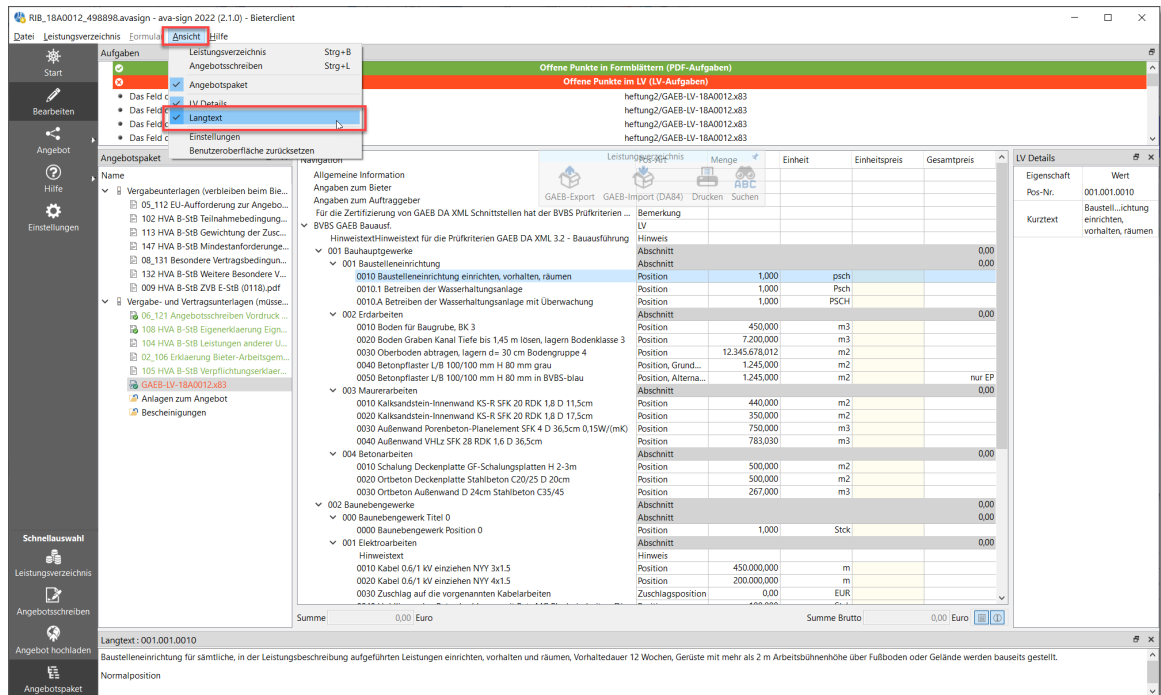 RIB_18A0012_498898.avasign - ava-sign 2022 (2.1.0) - Bieterclient
Datei Leistungsverzeichnis Formular Ansicht Hilfe
Start
Bearbeiten
Angebot
Hilfe
Einstellungen
Schnellauswahl
Leistungsverzeichnis
Angebotsschreiben
Angebot hochladen
Angebotspaket
Leistungsverzeichnis Strg+B
Angebotsschreiben Strg+L
Angebotspaket
LV Details
Langtext
Einstellungen
Benutzeroberfläche zurücksetzen
Aufgaben
Offene Punkte in Formblättern (PDF-Aufgaben)
Offene Punkte im LV (LV-Aufgaben)
Das Feld heftung2/GAEB-LV-18A0012.x83
Das Feld heftung2/GAEB-LV-18A0012.x83
Das Feld heftung2/GAEB-LV-18A0012.x83
Das Feld heftung2/GAEB-LV-18A0012.x83
Angebotspaket
Name
Vergabeunterlagen (verbleiben beim Bie...
05_112 EU-Aufforderung zur Angebo...
102 HVA B-StB Teilnahmebedingung...
113 HVA B-StB Gewichtung der Zusc...
147 HVA B-StB Mindestanforderunge...
08_131 Besondere Vertragsbedingun...
132 HVA B-StB Weitere Besondere V...
009 HVA B-StB ZVB E-StB (0118).pdf
Vergabe- und Vertragsunterlagen (müsse...
06_121 Angebotsschreiben Vordruck ...
108 HVA B-StB Eigenerklaerung Eign...
104 HVA B-StB Leistungen anderer U...
02_106 Erklaerung Bieter-Arbeitsgem...
105 HVA B-StB Verpflichtungserklaer...
GAEB-LV-18A0012.x83
Anlagen zum Angebot
Bescheinigungen
Leistungsverzeichnis
GAEB-Export GAEB-Import (DA84) Drucken Suchen
ABC
Navigation Pos-Art Menge Einheit Einheitspreis Gesamtpreis
Allgemeine Information
Angaben zum Bieter
Angaben zum Auftraggeber
Für die Zertifizierung von GAEB DA XML Schnittstellen hat der BVBS Prüfkriterien ... Bemerkung
BVBS GAEB Bauausf. LV
HinweistextHinweistext für die Prüfkriterien GAEB DA XML 3.2 - Bauausführung Hinweis
001 Bauhauptgewerke Abschnitt 0,00
001 Baustelleneinrichtung Abschnitt 0,00
0010 Baustelleneinrichtung einrichten, vorhalten, räumen Position 1,000 psch
0010.1 Betreiben der Wasserhaltungsanlage Position 1,000 Psch
0010.A Betreiben der Wasserhaltungsanlage mit Überwachung Position 1,000 PSCH
002 Erdarbeiten Abschnitt 0,00
0010 Boden für Baugrube, BK 3 Position 450,000 m3
0020 Boden Graben Kanal Tiefe bis 1,45 m lösen, lagern Bodenklasse 3 Position 7.200,000 m3
0030 Oberboden abtragen, lagern d= 30 cm Bodengruppe 4 Position 12.345.678,012 m2
0040 Betonpflaster L/B 100/100 mm H 80 mm grau Position, Grund... 1.245,000 m2
0050 Betonpflaster L/B 100/100 mm H 80 mm in BVBS-blau Position, Alterna... 1.245,000 m2 nur EP
003 Maurerarbeiten Abschnitt 0,00
0010 Kalksandstein-Innenwand KS-R SFK 20 RDK 1,8 D 11,5cm Position 440,000 m2
0020 Kalksandstein-Innenwand KS-R SFK 20 RDK 1,8 D 17,5cm Position 350,000 m2
0030 Außenwand Porenbeton-Planelement SFK 4 D 36,5cm 0,15W/(mK) Position 750,000 m3
0040 Außenwand VHLz SFK 28 RDK 1,6 D 36,5cm Position 783,030 m3
004 Betonarbeiten Abschnitt 0,00
0010 Schalung Deckenplatte GF-Schalungsplatten H 2-3m Position 500,000 m2
0020 Ortbeton Deckenplatte Stahlbeton C20/25 D 20cm Position 500,000 m2
0030 Ortbeton Außenwand D 24cm Stahlbeton C35/45 Position 267,000 m3
002 Baunebengewerke Abschnitt 0,00
000 Baunebengewerk Titel 0 Abschnitt 0,00
0000 Baunebengewerk Position 0 Position 1,000 Stck
001 Elektroarbeiten Abschnitt 0,00
Hinweistext Hinweis
0010 Kabel 0.6/1 kV einziehen NYY 3x1.5 Position 450.000,000 m
0020 Kabel 0.6/1 kV einziehen NYY 4x1.5 Position 200.000,000 m
0030 Zuschlag auf die vorgenannten Kabelarbeiten Zuschlagsposition 0,00 EUR
Summe 0,00 Euro Summe Brutto 0,00 Euro
LV Details
Eigenschaft Wert
Pos-Nr. 001.001.0010
Kurztext Baustell...ichtung einrichten, vorhalten, räumen
Langtext : 001.001.0010
Baustelleneinrichtung für sämtliche, in der Leistungsbeschreibung aufgeführten Leistungen einrichten, vorhalten und räumen, Vorhaltedauer 12 Wochen, Gerüste mit mehr als 2 m Arbeitsbühnenhöhe über Fußboden oder Gelände werden bauseits gestellt.
Normalposition